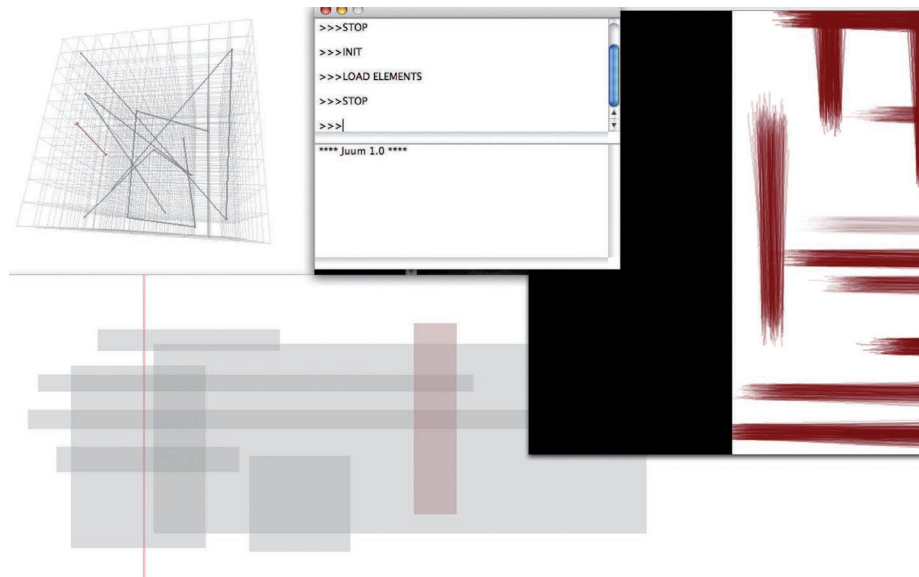 >>>STOP
>>>INIT
>>>LOAD ELEMENTS
>>>STOP
>>>
**** Juum 1.0 ****